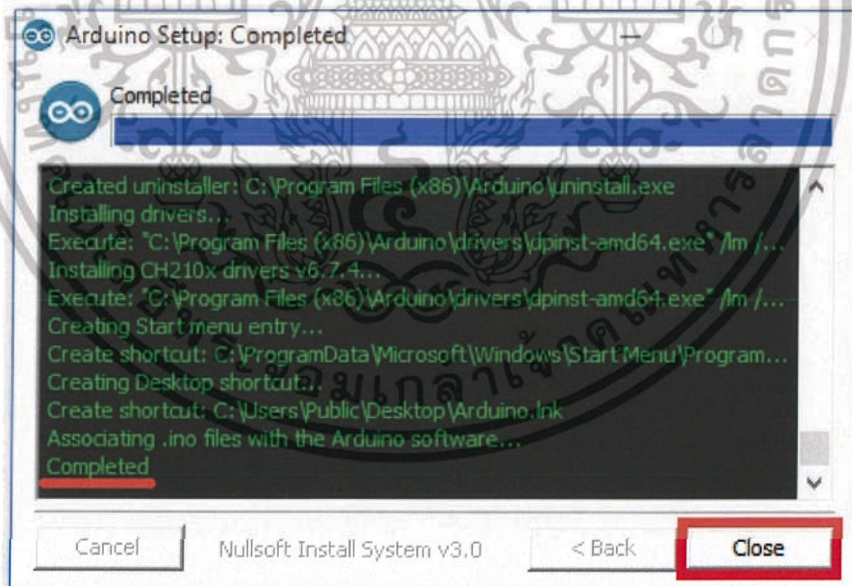 Arduino Setup: Completed
Completed
Created uninstaller: C:\Program Files (x86)\Arduino\uninstall.exe
Installing drivers...
Execute: "C:\Program Files (x86)\Arduino\drivers\dpinst-amd64.exe" /lm /...
Installing CH210x drivers v6.7.4...
Execute: "C:\Program Files (x86)\Arduino\drivers\dpinst-amd64.exe" /lm /...
Creating Start menu entry...
Create shortcut: C:\ProgramData\Microsoft\Windows\Start Menu\Program...
Creating Desktop shortcut...
Create shortcut: C:\Users\Public\Desktop\Arduino.lnk
Associating .ino files with the Arduino software...
Completed
Cancel
Nullsoft Install System v3.0
< Back
Close